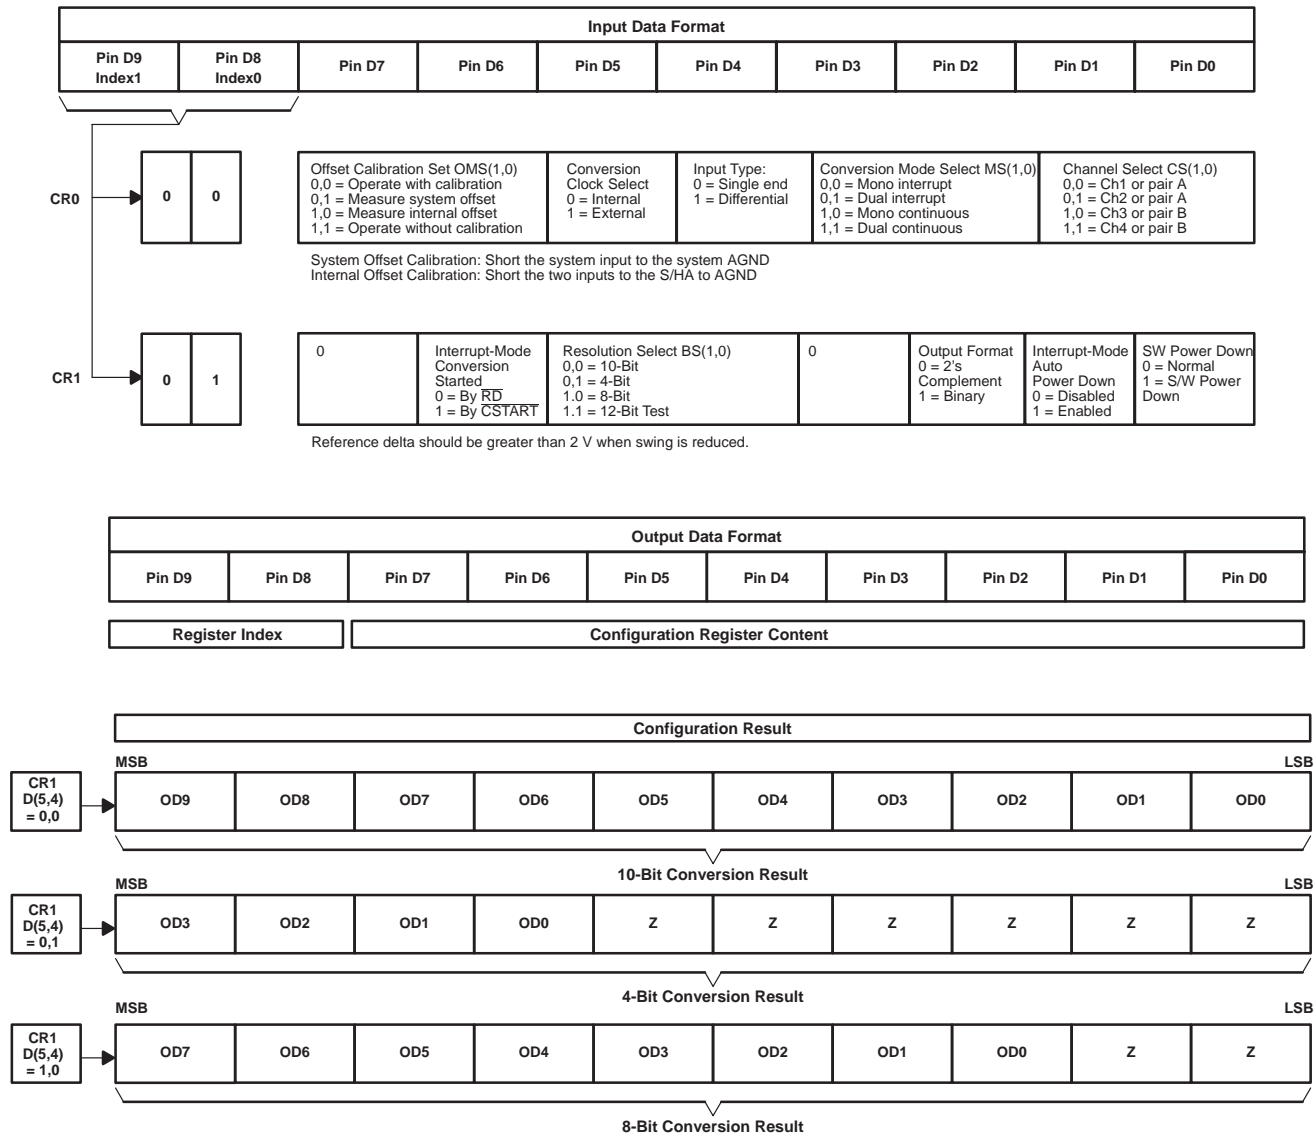 Input Data Format
Pin D9
Index1
Pin D8
Index0
Pin D7
Pin D6
Pin D5
Pin D4
Pin D3
Pin D2
Pin D1
Pin D0
CR0
0
0
Offset Calibration Set OMS(1,0)
0,0 = Operate with calibration
0,1 = Measure system offset
1,0 = Measure internal offset
1,1 = Operate without calibration
Conversion
Clock Select
0 = Internal
1 = External
Input Type:
0 = Single end
1 = Differential
Conversion Mode Select MS(1,0)
0,0 = Mono interrupt
0,1 = Dual interrupt
1,0 = Mono continuous
1,1 = Dual continuous
Channel Select CS(1,0)
0,0 = Ch1 or pair A
0,1 = Ch2 or pair A
1,0 = Ch3 or pair B
1,1 = Ch4 or pair B
System Offset Calibration: Short the system input to the system AGND
Internal Offset Calibration: Short the two inputs to the S/HA to AGND
CR1
0
1
0
Interrupt-Mode
Conversion
Started
0 = By RD
1 = By CSTART
Resolution Select BS(1,0)
0,0 = 10-Bit
0,1 = 4-Bit
1.0 = 8-Bit
1.1 = 12-Bit Test
0
Output Format
0 = 2's
Complement
1 = Binary
Interrupt-Mode
Auto
Power Down
0 = Disabled
1 = Enabled
SW Power Down
0 = Normal
1 = S/W Power
Down
Reference delta should be greater than 2 V when swing is reduced.
Output Data Format
Pin D9
Pin D8
Pin D7
Pin D6
Pin D5
Pin D4
Pin D3
Pin D2
Pin D1
Pin D0
Register Index
Configuration Register Content
Configuration Result
MSB
LSB
CR1
D(5,4)
= 0,0
OD9
OD8
OD7
OD6
OD5
OD4
OD3
OD2
OD1
OD0
10-Bit Conversion Result
MSB
LSB
CR1
D(5,4)
= 0,1
OD3
OD2
OD1
OD0
Z
Z
Z
Z
Z
Z
4-Bit Conversion Result
MSB
LSB
CR1
D(5,4)
= 1,0
OD7
OD6
OD5
OD4
OD3
OD2
OD1
OD0
Z
Z
8-Bit Conversion Result